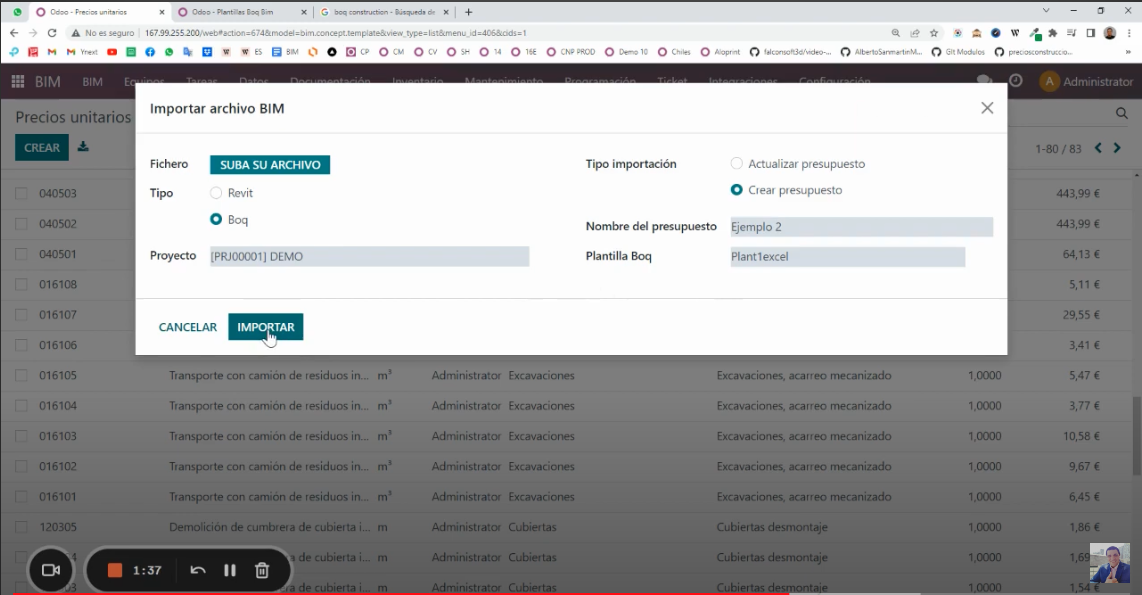 Odoo - Precios unitarios
Odoo - Plantillas Boq Bim
boq construction - Búsqueda de
No es seguro
167.99.255.200/web#action=674&model=bim.concept.template&view_type=list&menu_id=406&cids=1
Ynext ES BIM CP CM CV SH 14 16E CNP PROD Demo 10 Chiles Aloprint falconsoft3d/video-... AlbertoSanmartinM... Git Modulos preciosconstruccio...
BIM BIM Equipos Tareas Datos Documentación Inventario Mantenimiento Programación Ticket Integraciones Configuración A Administrador
Precios unitarios
CREAR
1-80 / 83
Importar archivo BIM
Fichero SUBA SU ARCHIVO
Tipo Revit
Boq
Proyecto [PRJ00001] DEMO
Tipo importación Actualizar presupuesto
Crear presupuesto
Nombre del presupuesto Ejemplo 2
Plantilla Boq Plant1excel
CANCELAR IMPORTAR
040503 443,99 €
040502 443,99 €
040501 64,13 €
016108 5,11 €
016107 29,55 €
016106 3,41 €
016105 Transporte con camión de residuos in... m³ Administrator Excavaciones Excavaciones, acarreo mecanizado 1,0000 5,47 €
016104 Transporte con camión de residuos in... m³ Administrator Excavaciones Excavaciones, acarreo mecanizado 1,0000 3,77 €
016103 Transporte con camión de residuos in... m³ Administrator Excavaciones Excavaciones, acarreo mecanizado 1,0000 10,58 €
016102 Transporte con camión de residuos in... m³ Administrator Excavaciones Excavaciones, acarreo mecanizado 1,0000 9,67 €
016101 Transporte con camión de residuos in... m³ Administrator Excavaciones Excavaciones, acarreo mecanizado 1,0000 6,45 €
120305 Demolición de cumbrera de cubierta i... m Administrator Cubiertas Cubiertas desmontaje 1,0000 1,86 €
4 Demolición de cumbrera de cubierta i... m Administrator Cubiertas Cubiertas desmontaje 1,0000 1,69
3 Demolición de cumbrera de cubierta i... m Administrator Cubiertas Cubiertas desmontaje 1,0000 1,54 €
1:37